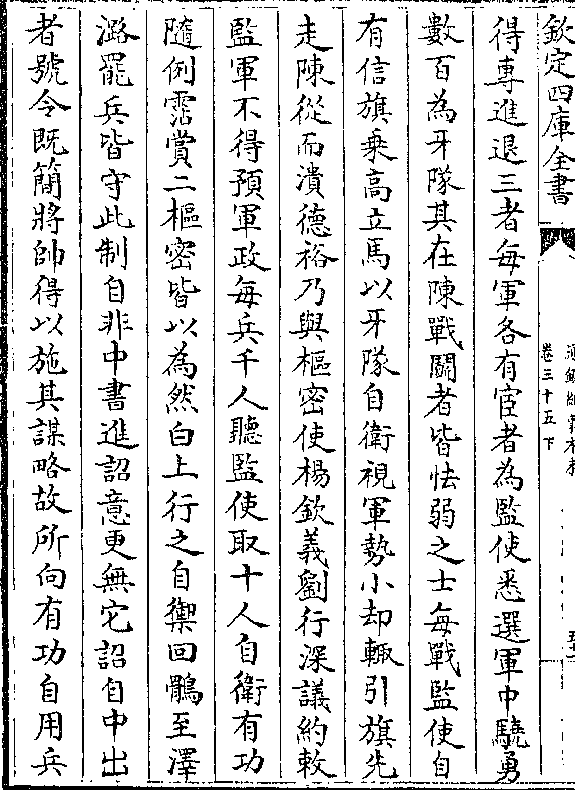 欽定四庫全書
卷三十五下
得專進退三者每軍各有宦者為監使悉選軍中驍勇
數百為牙隊其在陳戰鬬者皆怯弱之士每戰監使自
有信旗乗高立馬以牙隊自衛視軍勢小却輒引旗先
走陳從而潰德裕乃與樞密使楊欽義劉行深議約敕
監軍不得預軍政每兵千人聽監使取十人自衛有功
隨例霑賞二樞密皆以為然白上行之自禦回鶻至澤
潞罷兵皆守此制自非中書進詔意更無它詔自中出
者號令既簡將帥得以施其謀略故所向有功自用兵